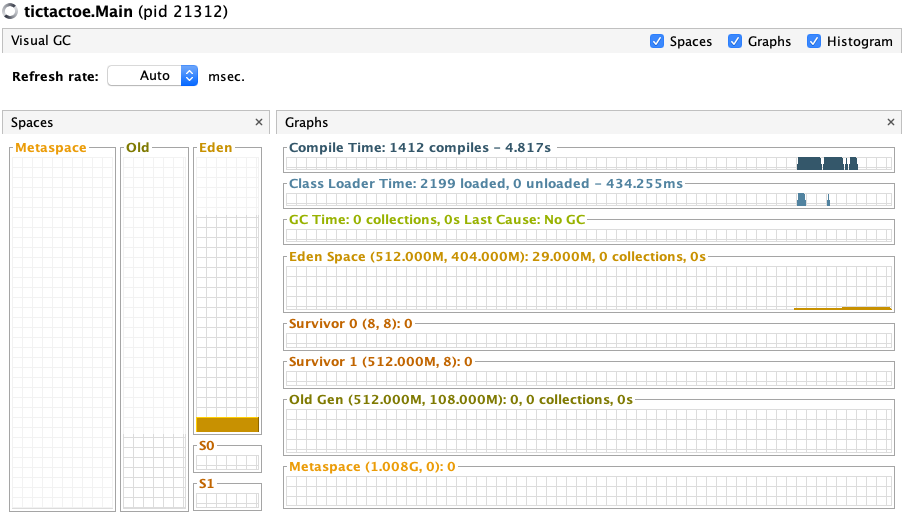 tictactoe.Main (pid 21312)
Visual GC
Spaces
Graphs
Histogram
Refresh rate: Auto msec.
Spaces ×
Metaspace
Old
Eden
S0
S1
Graphs ×
Compile Time: 1412 compiles - 4.817s
Class Loader Time: 2199 loaded, 0 unloaded - 434.255ms
GC Time: 0 collections, 0s Last Cause: No GC
Eden Space (512.000M, 404.000M): 29.000M, 0 collections, 0s
Survivor 0 (8, 8): 0
Survivor 1 (512.000M, 8): 0
Old Gen (512.000M, 108.000M): 0, 0 collections, 0s
Metaspace (1.008G, 0): 0